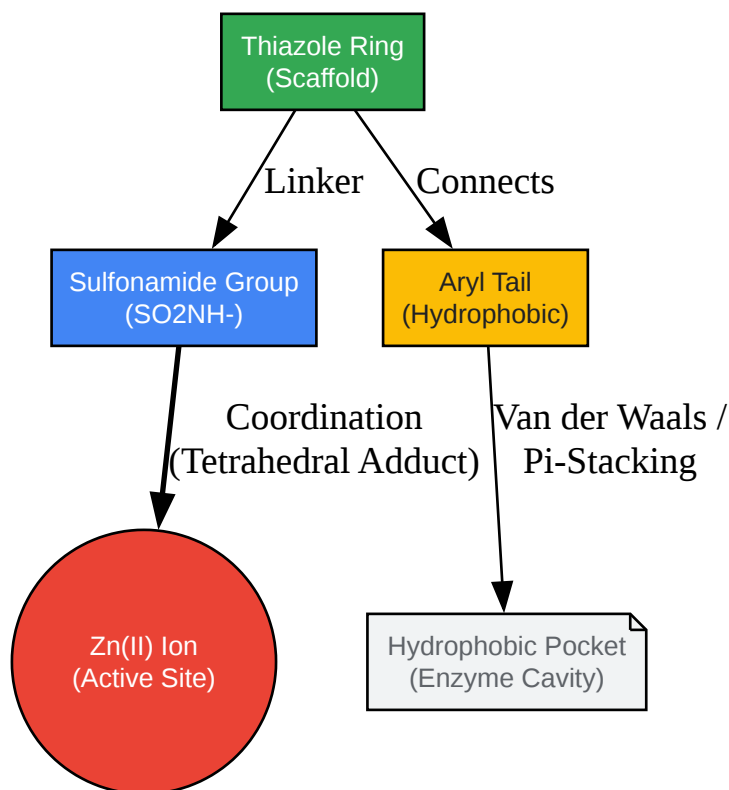 Thiazole Ring
(Scaffold)
Linker
Connects
Sulfonamide Group
(SO2NH-)
Aryl Tail
(Hydrophobic)
Coordination
(Tetrahedral Adduct)
Van der Waals /
Pi-Stacking
Zn(II) Ion
(Active Site)
Hydrophobic Pocket
(Enzyme Cavity)